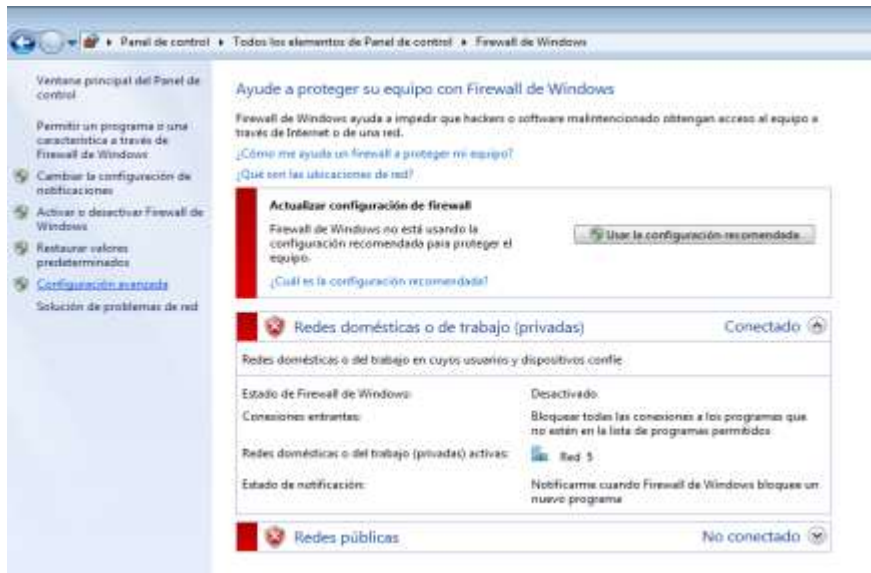 Panel de control ▸ Todos los elementos de Panel de control ▸ Firewall de Windows
Ventana principal del Panel de
control
Permitir un programa o una
característica a través de
Firewall de Windows
Cambiar la configuración de
notificaciones
Activar o desactivar Firewall de
Windows
Restaurar valores
predeterminados
Configuración avanzada
Solución de problemas de red
Ayude a proteger su equipo con Firewall de Windows
Firewall de Windows ayuda a impedir que hackers o software malintencionado obtengan acceso al equipo a
través de Internet o de una red.
¿Cómo me ayuda un firewall a proteger mi equipo?
¿Qué son las ubicaciones de red?
Actualizar configuración de firewall
Firewall de Windows no está usando la
configuración recomendada para proteger el
equipo.
Usar la configuración recomendada
¿Cuál es la configuración recomendada?
Redes domésticas o de trabajo (privadas) Conectado
Redes domésticas o del trabajo en cuyos usuarios y dispositivos confíe
Estado de Firewall de Windows: Desactivado
Conexiones entrantes: Bloquear todas las conexiones a los programas que
no estén en la lista de programas permitidos
Redes domésticas o del trabajo (privadas) activas: Red 5
Estado de notificación: Notificarme cuando Firewall de Windows bloquee un
nuevo programa
Redes públicas No conectado